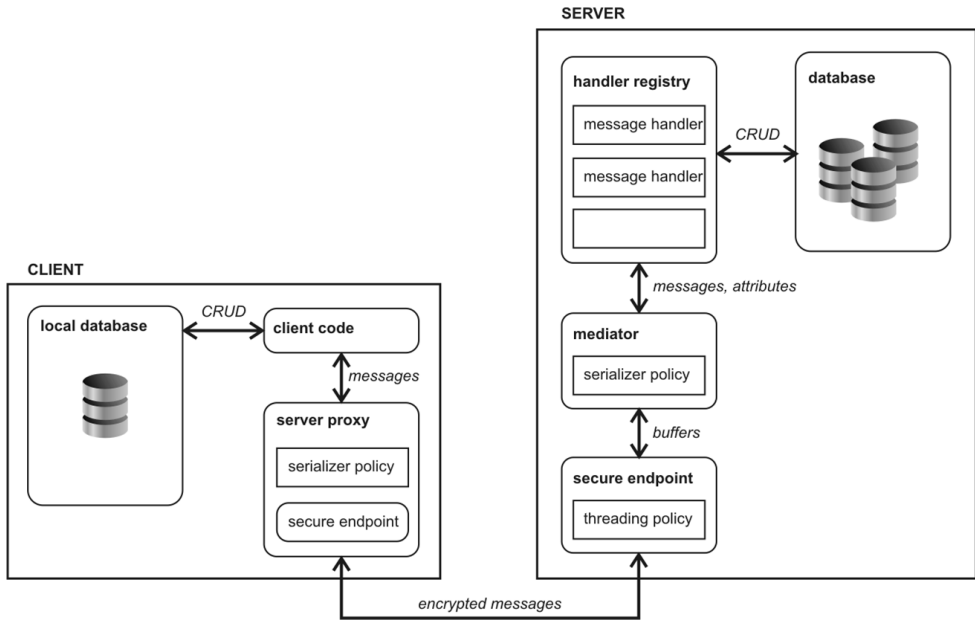 SERVER
handler registry
message handler
message handler
CRUD
database
messages, attributes
mediator
serializer policy
buffers
secure endpoint
threading policy
CLIENT
local database
CRUD
client code
messages
server proxy
serializer policy
secure endpoint
encrypted messages